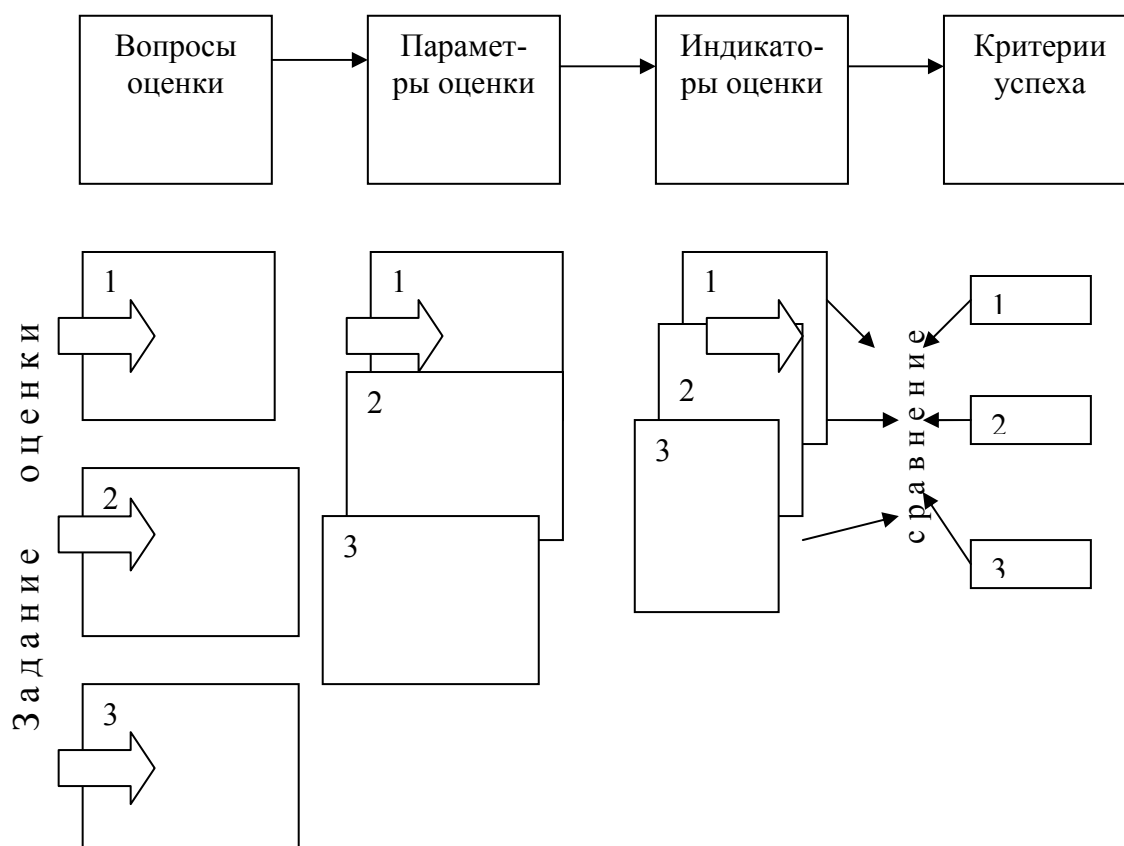 Вопросы
оценки
Парамет-
ры оценки
Индикато-
ры оценки
Критерии
успеха
Задание оценки
1
2
3
1
2
3
1
2
3
сравнение
1
2
3